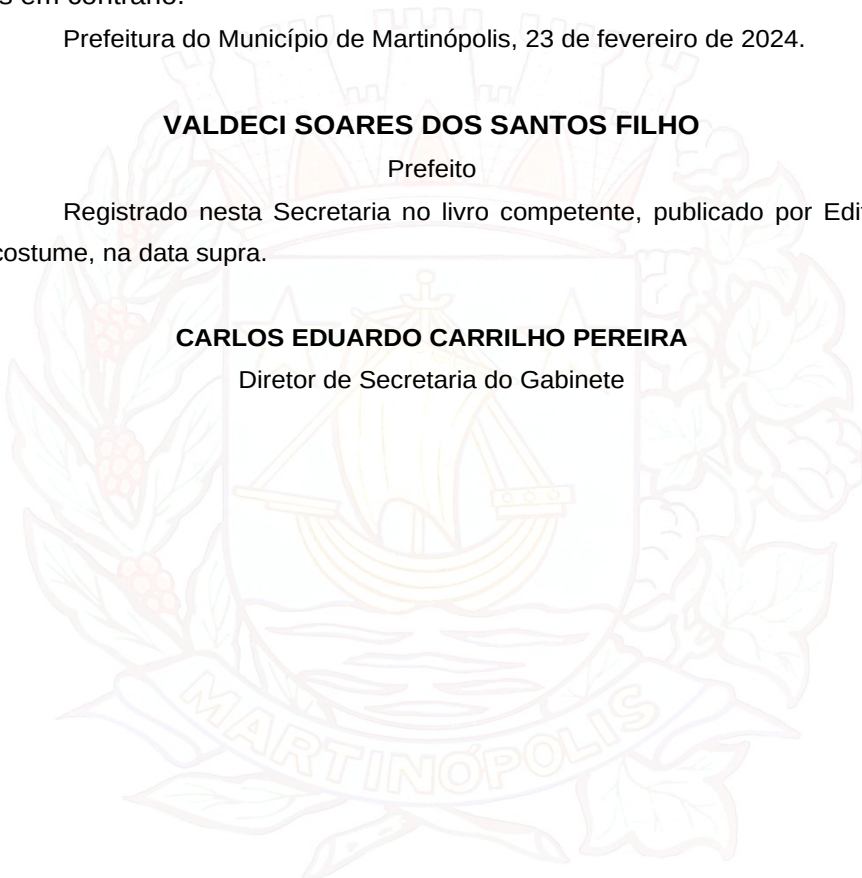 em contrário.
Prefeitura do Município de Martinópolis, 23 de fevereiro de 2024.
VALDECI SOARES DOS SANTOS FILHO
Prefeito
Registrado nesta Secretaria no livro competente, publicado por
costume, na data supra.
CARLOS EDUARDO CARRILHO PEREIRA
Diretor de Secretaria do Gabinete
MARTINÓPOLIS